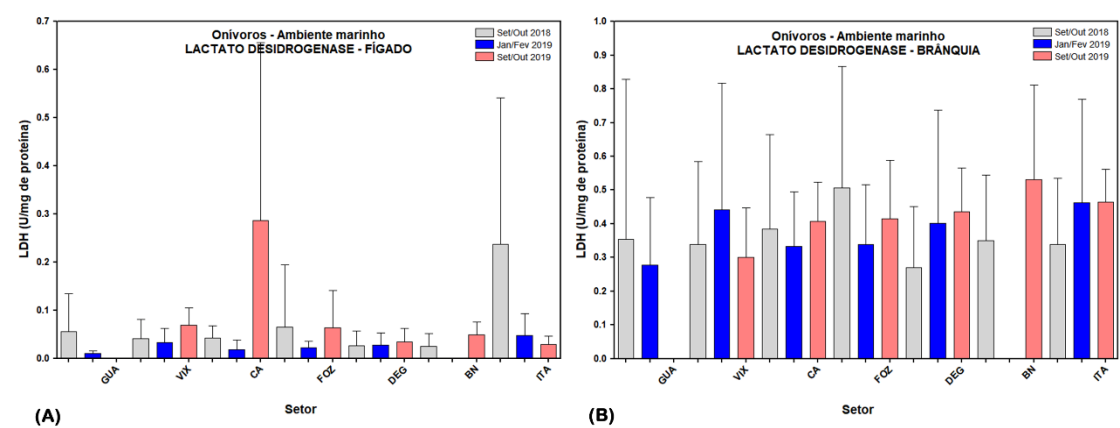 Onívoros - Ambiente marinho
LACTATO DESIDROGENASE - FÍGADO
Set/Out 2018
Jan/Fev 2019
Set/Out 2019
LDH (U/mg de proteína)
0.7
0.6
0.5
0.4
0.3
0.2
0.1
0.0
GUA
VIX
CA
FOZ
DEG
BN
ITA
Setor
(A)
Onívoros - Ambiente marinho
LACTATO DESIDROGENASE - BRÂNQUIA
Set/Out 2018
Jan/Fev 2019
Set/Out 2019
LDH (U/mg de proteína)
1.0
0.9
0.8
0.7
0.6
0.5
0.4
0.3
0.2
0.1
0.0
GUA
VIX
CA
FOZ
DEG
BN
ITA
Setor
(B)